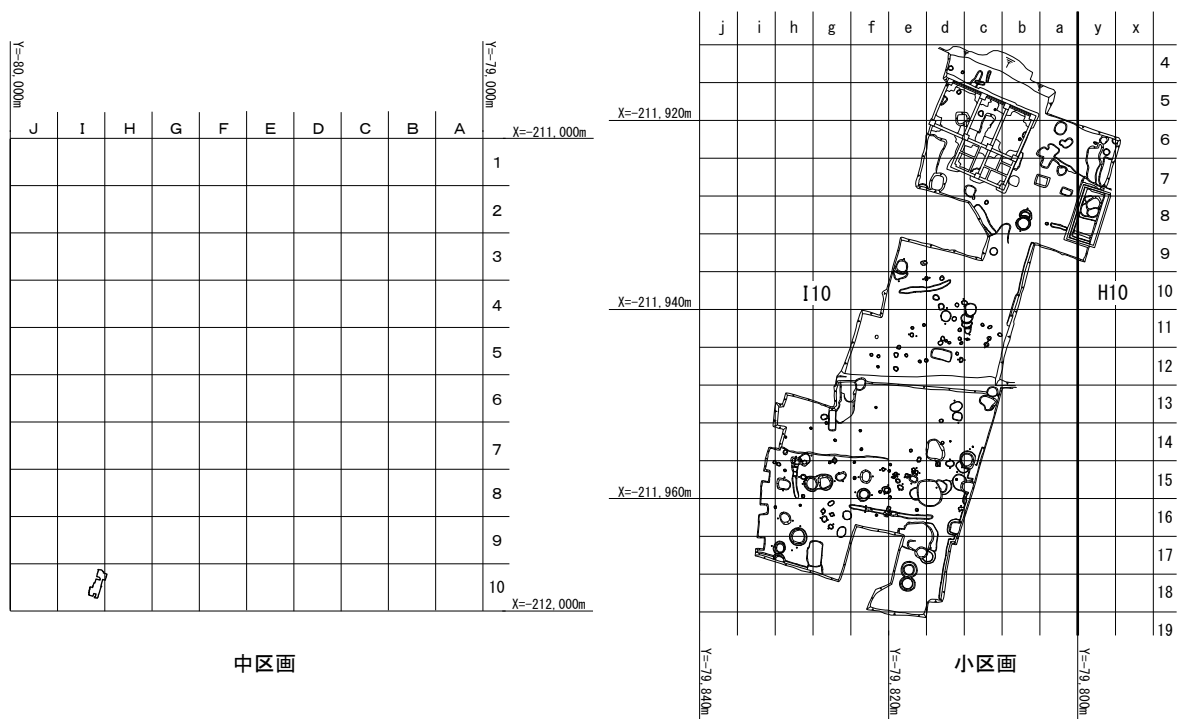 Y=-80,000m
Y=-79,000m
J I H G F E D C B A
X=-211,000m
1
2
3
4
5
6
7
8
9
10
X=-212,000m
中区画
j i h g f e d c b a y x
4
5
X=-211,920m
6
7
8
9
I10
H10
10
X=-211,940m
11
12
13
14
15
X=-211,960m
16
17
18
19
Y=-79,840m
Y=-79,820m
Y=-79,800m
小区画